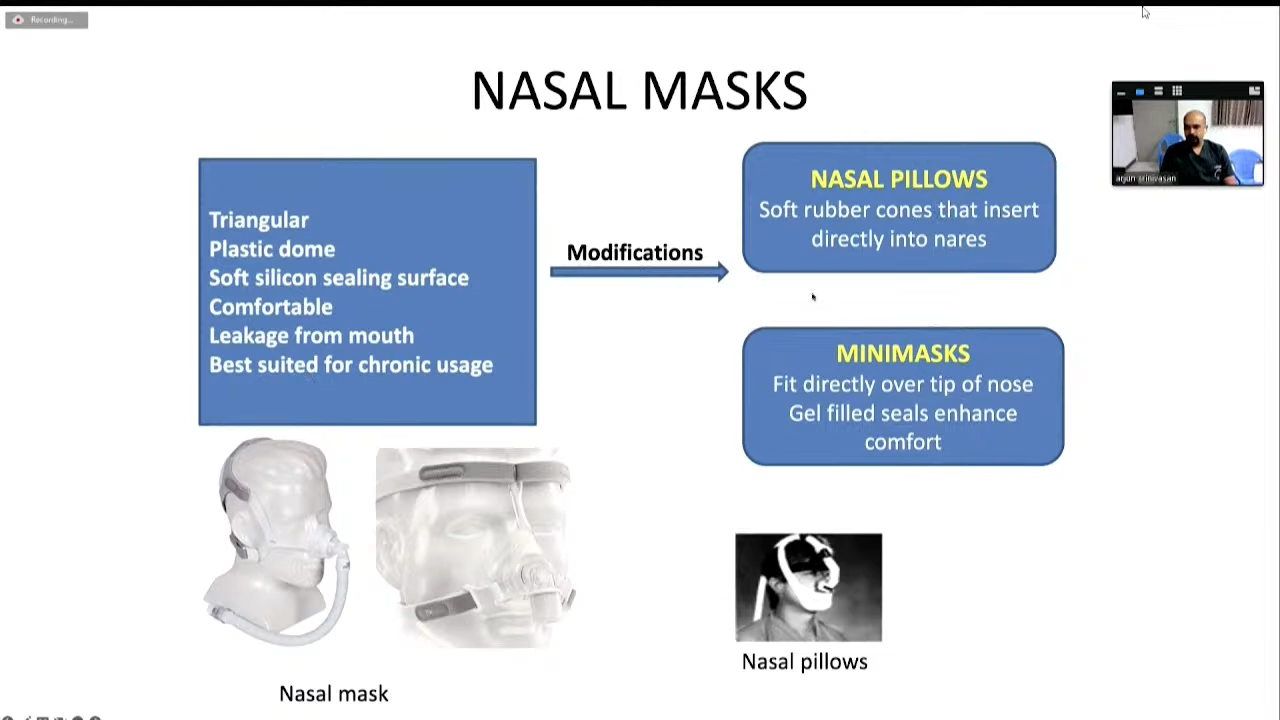 Recording...
NASAL MASKS
Triangular
Plastic dome
Soft silicon sealing surface
Comfortable
Leakage from mouth
Best suited for chronic usage
Modifications
NASAL PILLOWS
Soft rubber cones that insert
directly into nares
MINIMASKS
Fit directly over tip of nose
Gel filled seals enhance
comfort
arjun srinivasan
Nasal mask
Nasal pillows